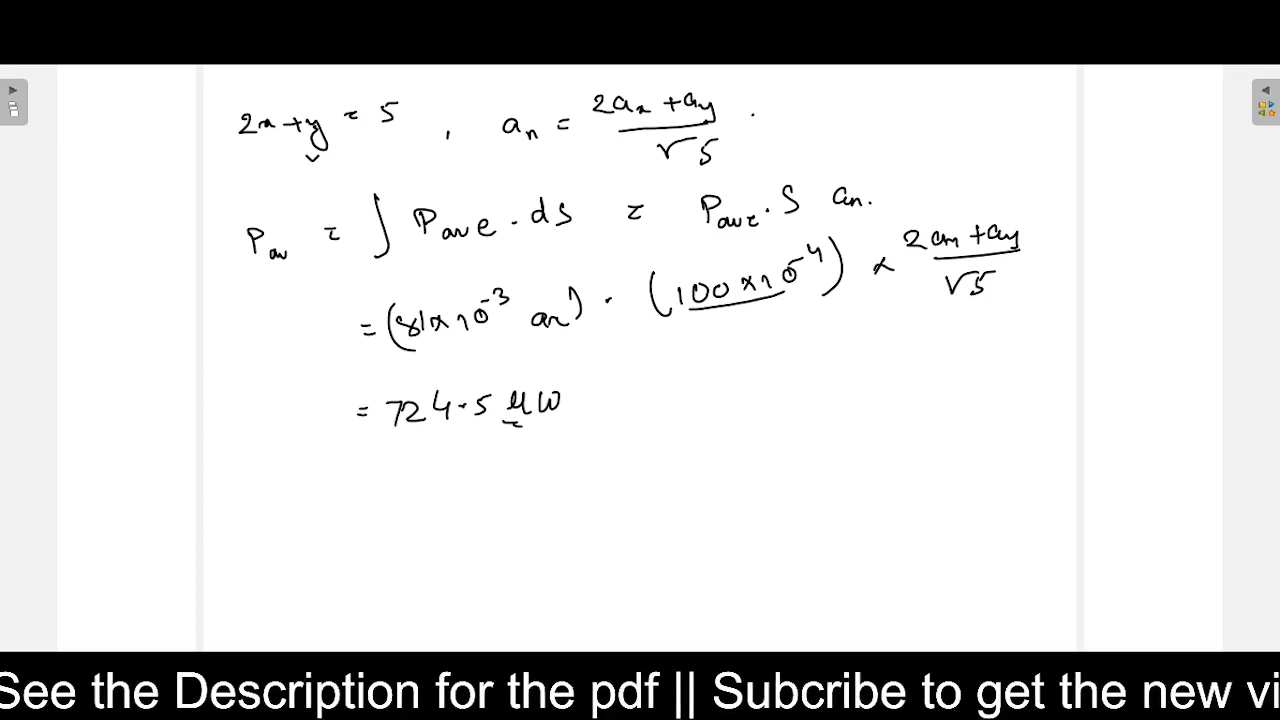 2x + y = 5 , an = 2ax + ay / √5 .
Pav = ∫ Pave . ds = Pave . S an.
= (81 x 10^-3 ax) . (100 x 10^-4) x 2ax + ay / √5
= 724.5 μW
See the Description for the pdf || Subcribe to get the new vi